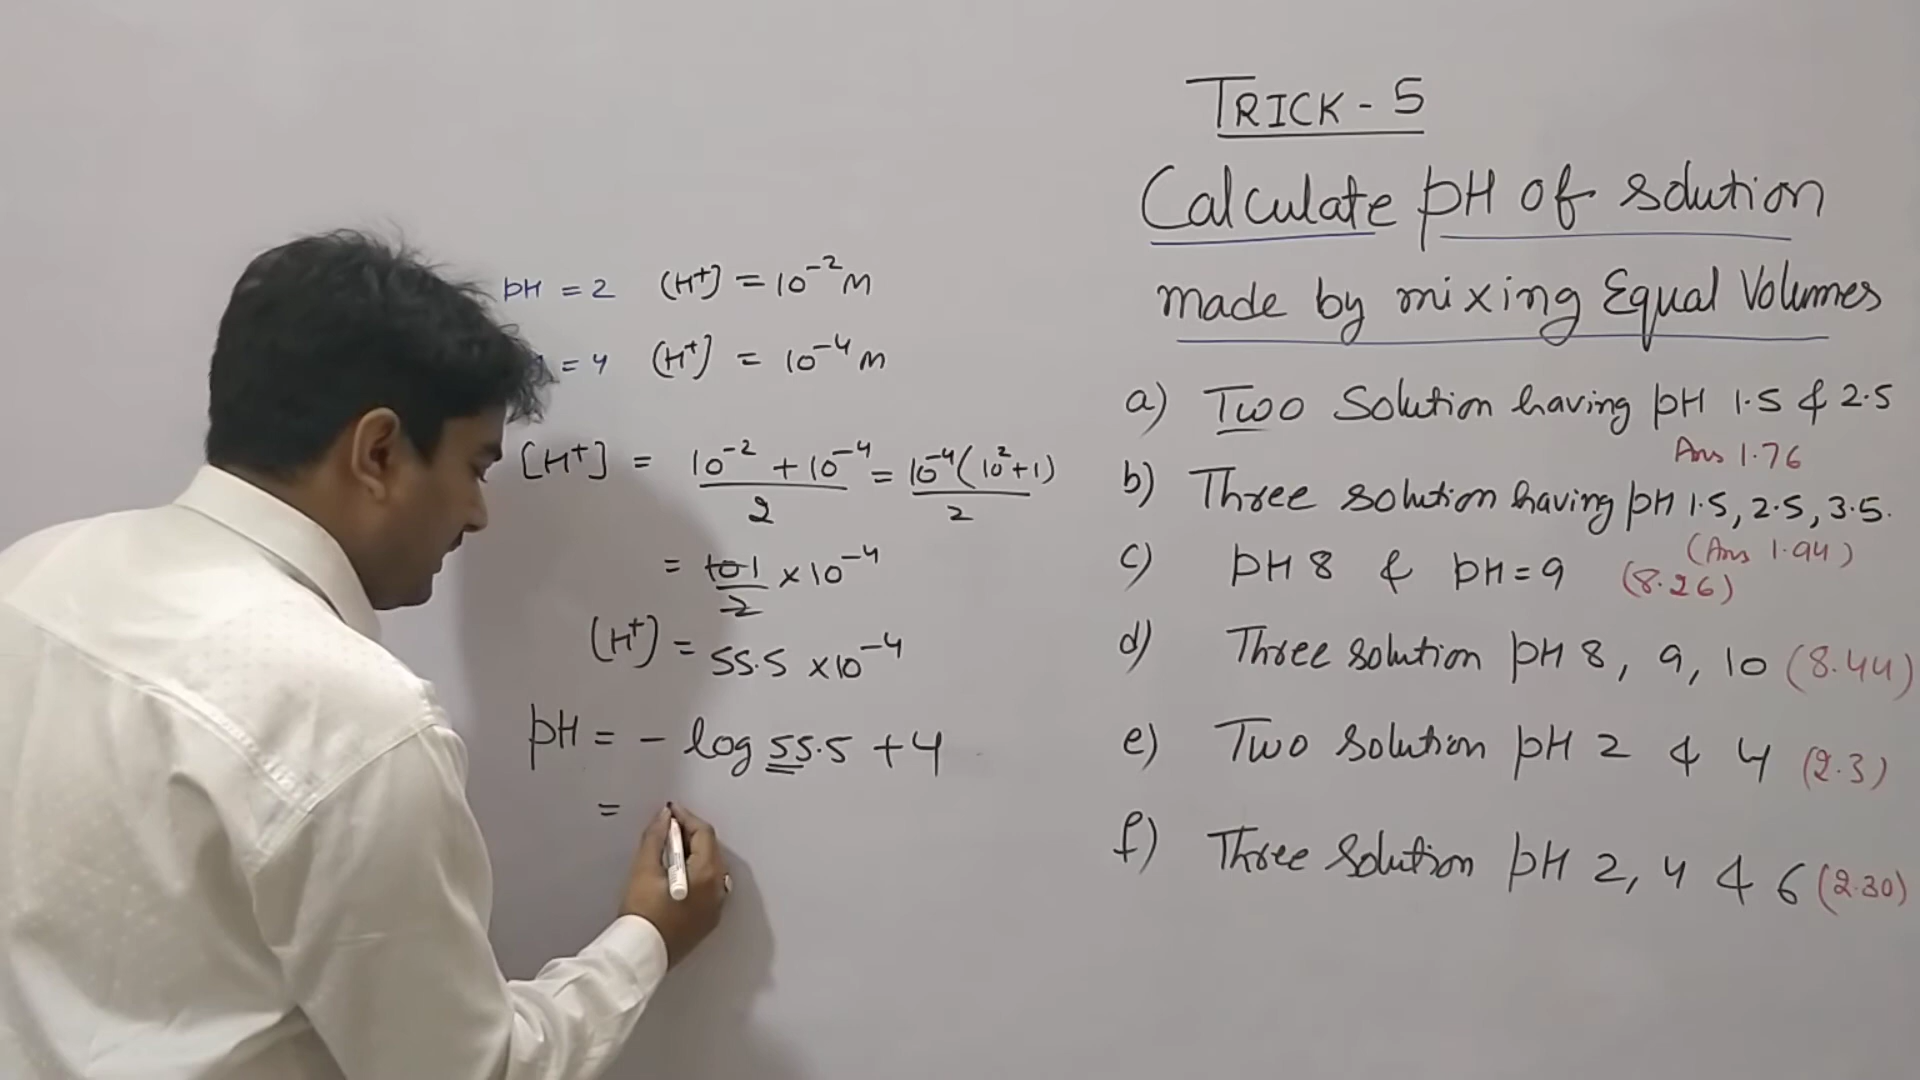 pH = 2 (H+) = 10^-2 M
= 4 (H+) = 10^-4 M
[H+] = 10^-2 + 10^-4 / 2 = 10^-4 (10^2 + 1) / 2
= 101/2 × 10^-4
(H+) = 55.5 × 10^-4
pH = - log 55.5 + 4
=
TRICK - 5
Calculate pH of solution
made by mixing Equal Volumes
a) Two Solution having pH 1.5 & 2.5
Ans 1.76
b) Three solution having pH 1.5, 2.5, 3.5.
(Ans 1.94)
c) pH 8 & pH = 9 (8.26)
d) Three solution pH 8, 9, 10 (8.44)
e) Two solution pH 2 & 4 (2.3)
f) Three solution pH 2, 4 & 6 (2.30)